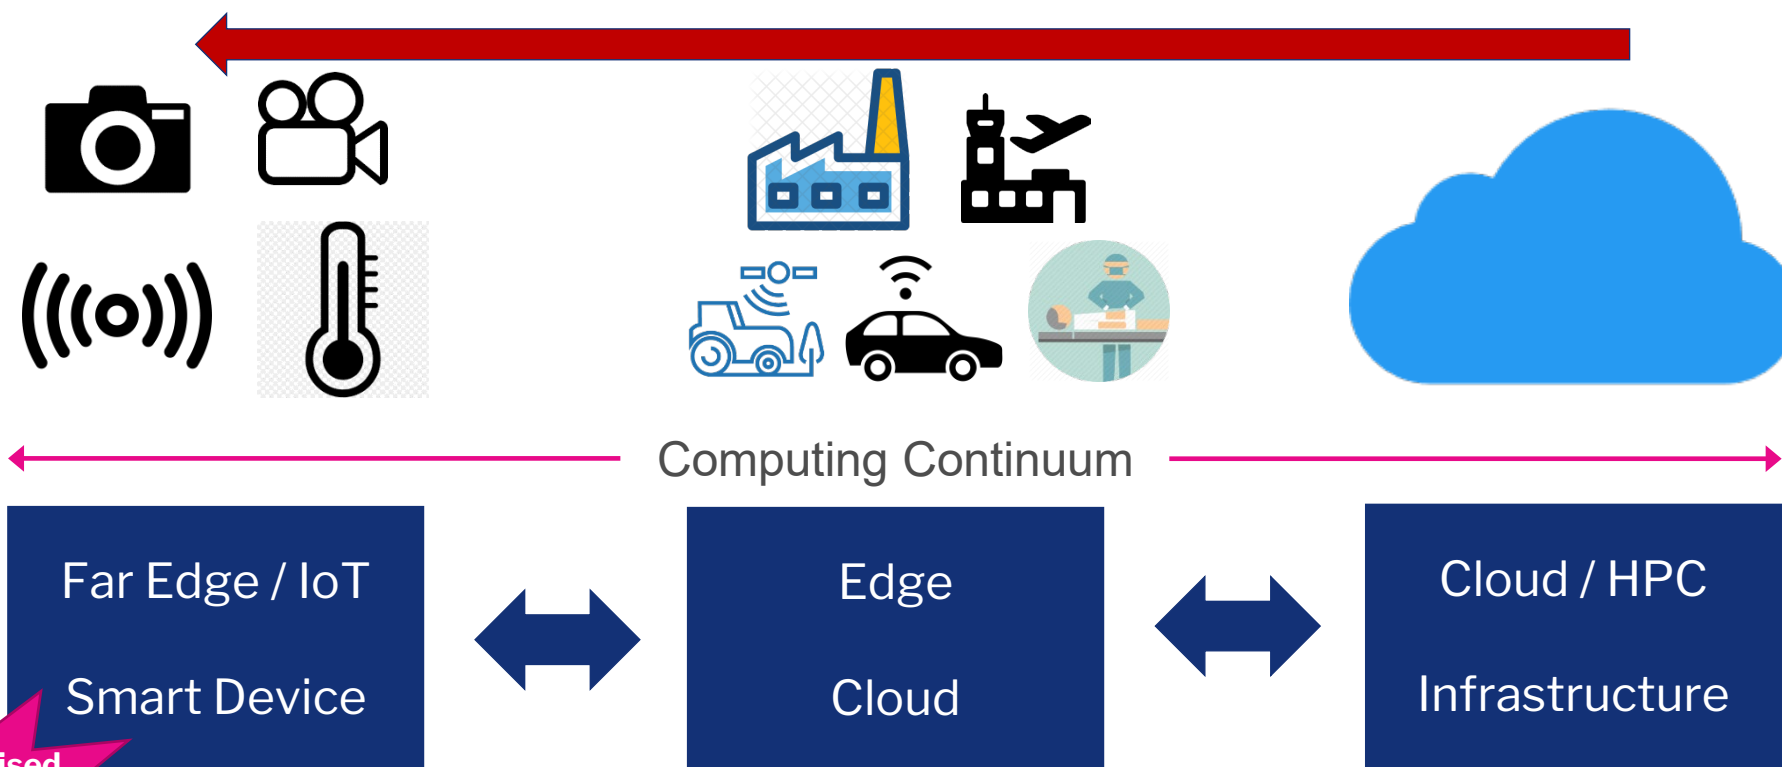 Computing Continuum
Far Edge / IoT
Smart Device
Edge
Cloud
Cloud / HPC
Infrastructure